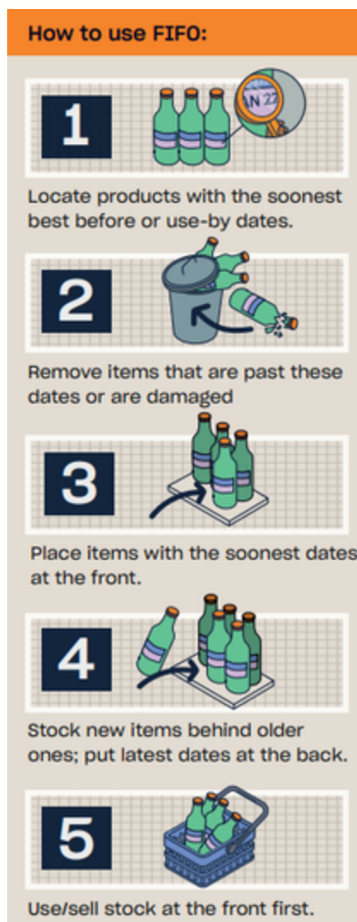 How to use FIFO:
1
AN 22
Locate products with the soonest
best before or use-by dates.
2
Remove items that are past these
dates or are damaged
3
Place items with the soonest dates
at the front.
4
Stock new items behind older
ones; put latest dates at the back.
5
Use/sell stock at the front first.